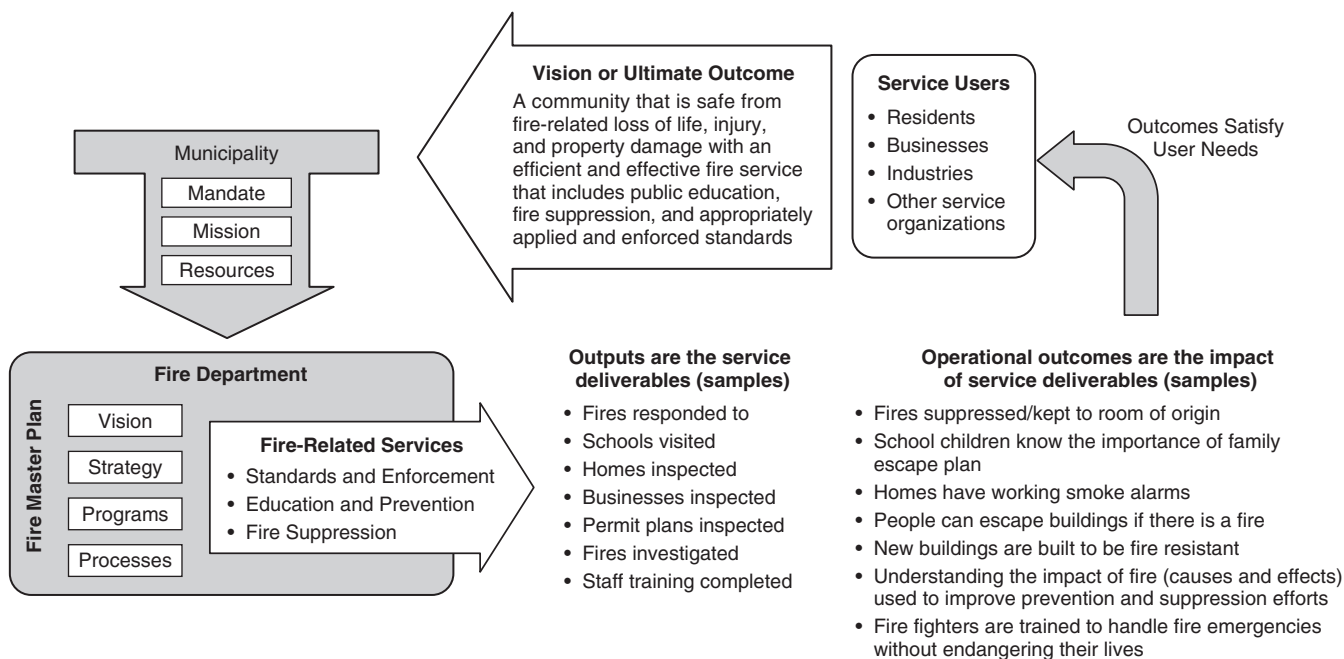 Vision or Ultimate Outcome
A community that is safe from
fire-related loss of life, injury,
and property damage with an
efficient and effective fire service
that includes public education,
fire suppression, and appropriately
applied and enforced standards
Service Users
• Residents
• Businesses
• Industries
• Other service
organizations
Outcomes Satisfy
User Needs
Municipality
Mandate
Mission
Resources
Fire Department
Fire Master Plan
Vision
Strategy
Programs
Processes
Fire-Related Services
• Standards and Enforcement
• Education and Prevention
• Fire Suppression
Outputs are the service
deliverables (samples)
• Fires responded to
• Schools visited
• Homes inspected
• Businesses inspected
• Permit plans inspected
• Fires investigated
• Staff training completed
Operational outcomes are the impact
of service deliverables (samples)
• Fires suppressed/kept to room of origin
• School children know the importance of family
escape plan
• Homes have working smoke alarms
• People can escape buildings if there is a fire
• New buildings are built to be fire resistant
• Understanding the impact of fire (causes and effects)
used to improve prevention and suppression efforts
• Fire fighters are trained to handle fire emergencies
without endangering their lives